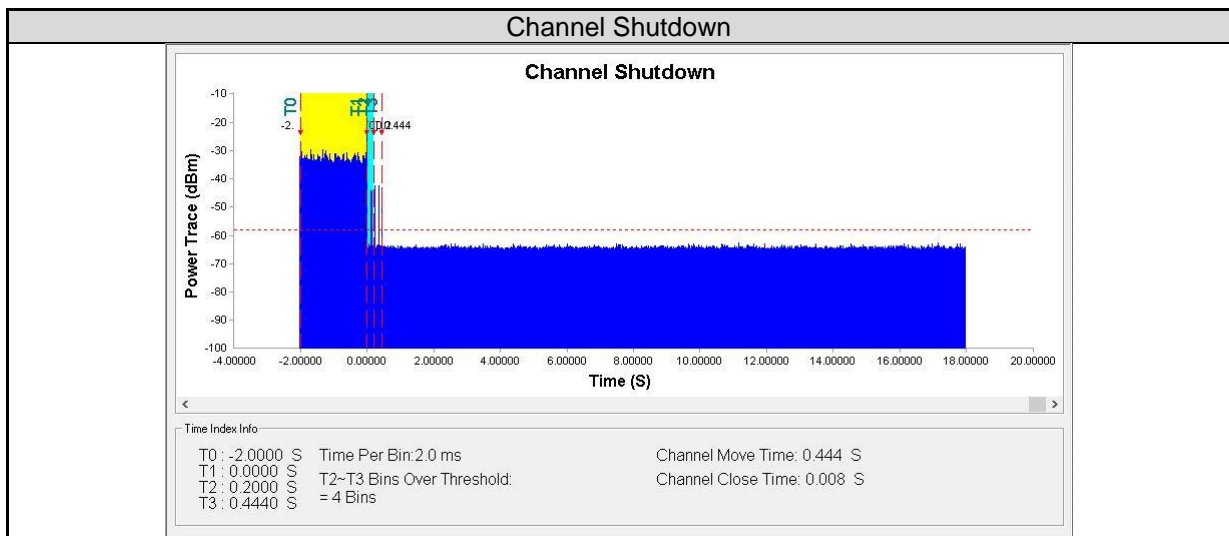 Channel Shutdown
Channel Shutdown
Power Trace (dBm)
-10
-20
-30
-40
-50
-60
-70
-80
-90
-100
T0
T3
-2.
-4.00000 -2.00000 0.00000 2.00000 4.00000 6.00000 8.00000 10.00000 12.00000 14.00000 16.00000 18.00000 20.00000
Time (S)
Time Index Info
T0 : -2.0000 S
T1 : 0.0000 S
T2 : 0.2000 S
T3 : 0.4440 S
Time Per Bin:2.0 ms
T2~T3 Bins Over Threshold:
= 4 Bins
Channel Move Time: 0.444 S
Channel Close Time: 0.008 S